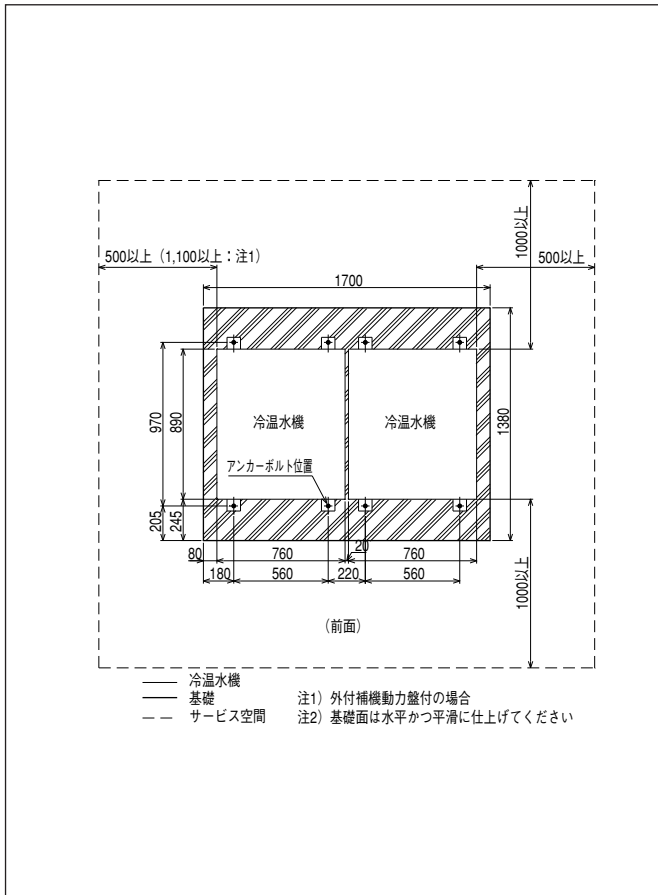 1000以上
500以上（1,100以上：注1）
500以上
1700
970
890
冷温水機
冷温水機
1380
アンカーボルト位置
205
245
80
760
20
760
180
560
220
560
1000以上
（前面）
冷温水機
基礎
注1）外付補機動力盤付の場合
サービス空間
注2）基礎面は水平かつ平滑に仕上げてください